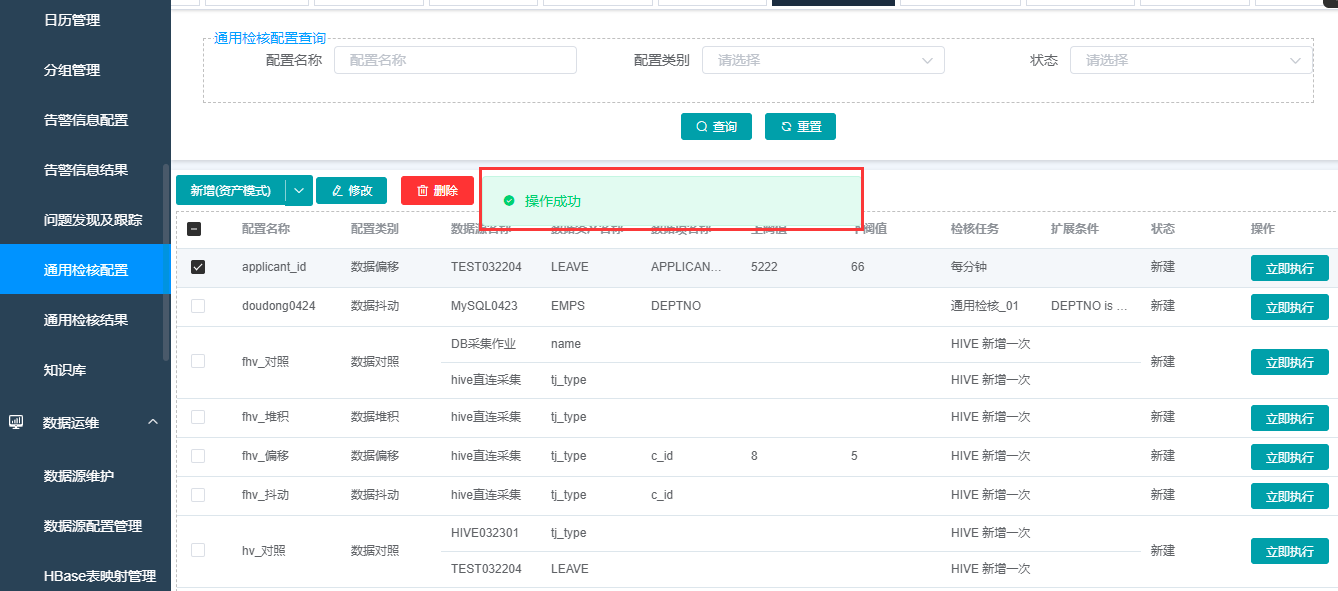 日历管理
分组管理
告警信息配置
告警信息结果
问题发现及跟踪
通用检核配置
通用检核结果
知识库
数据运维
数据源维护
数据源配置管理
HBase表映射管理
通用检核配置查询
配置名称 配置名称 配置类别 请选择 状态 请选择
查询 重置
新增(资产模式) 修改 删除
操作成功
配置名称 配置类别 数据源名称 阈值 检核任务 扩展条件 状态 操作
applicant_id 数据偏移 TEST032204 LEAVE APPLICAN... 5222 66 每分钟 新建 立即执行
doudong0424 数据抖动 MySQL0423 EMPS DEPTNO 通用检核_01 DEPTNO is ... 新建 立即执行
DB采集作业 name HIVE 新增一次
fhv_对照 数据对照 新建 立即执行
hive直连采集 tj_type HIVE 新增一次
fhv_堆积 数据堆积 hive直连采集 tj_type HIVE 新增一次 新建 立即执行
fhv_偏移 数据偏移 hive直连采集 tj_type c_id 8 5 HIVE 新增一次 新建 立即执行
fhv_抖动 数据抖动 hive直连采集 tj_type c_id HIVE 新增一次 新建 立即执行
HIVE032301 tj_type HIVE 新增一次
hv_对照 数据对照 新建 立即执行
TEST032204 LEAVE HIVE 新增一次